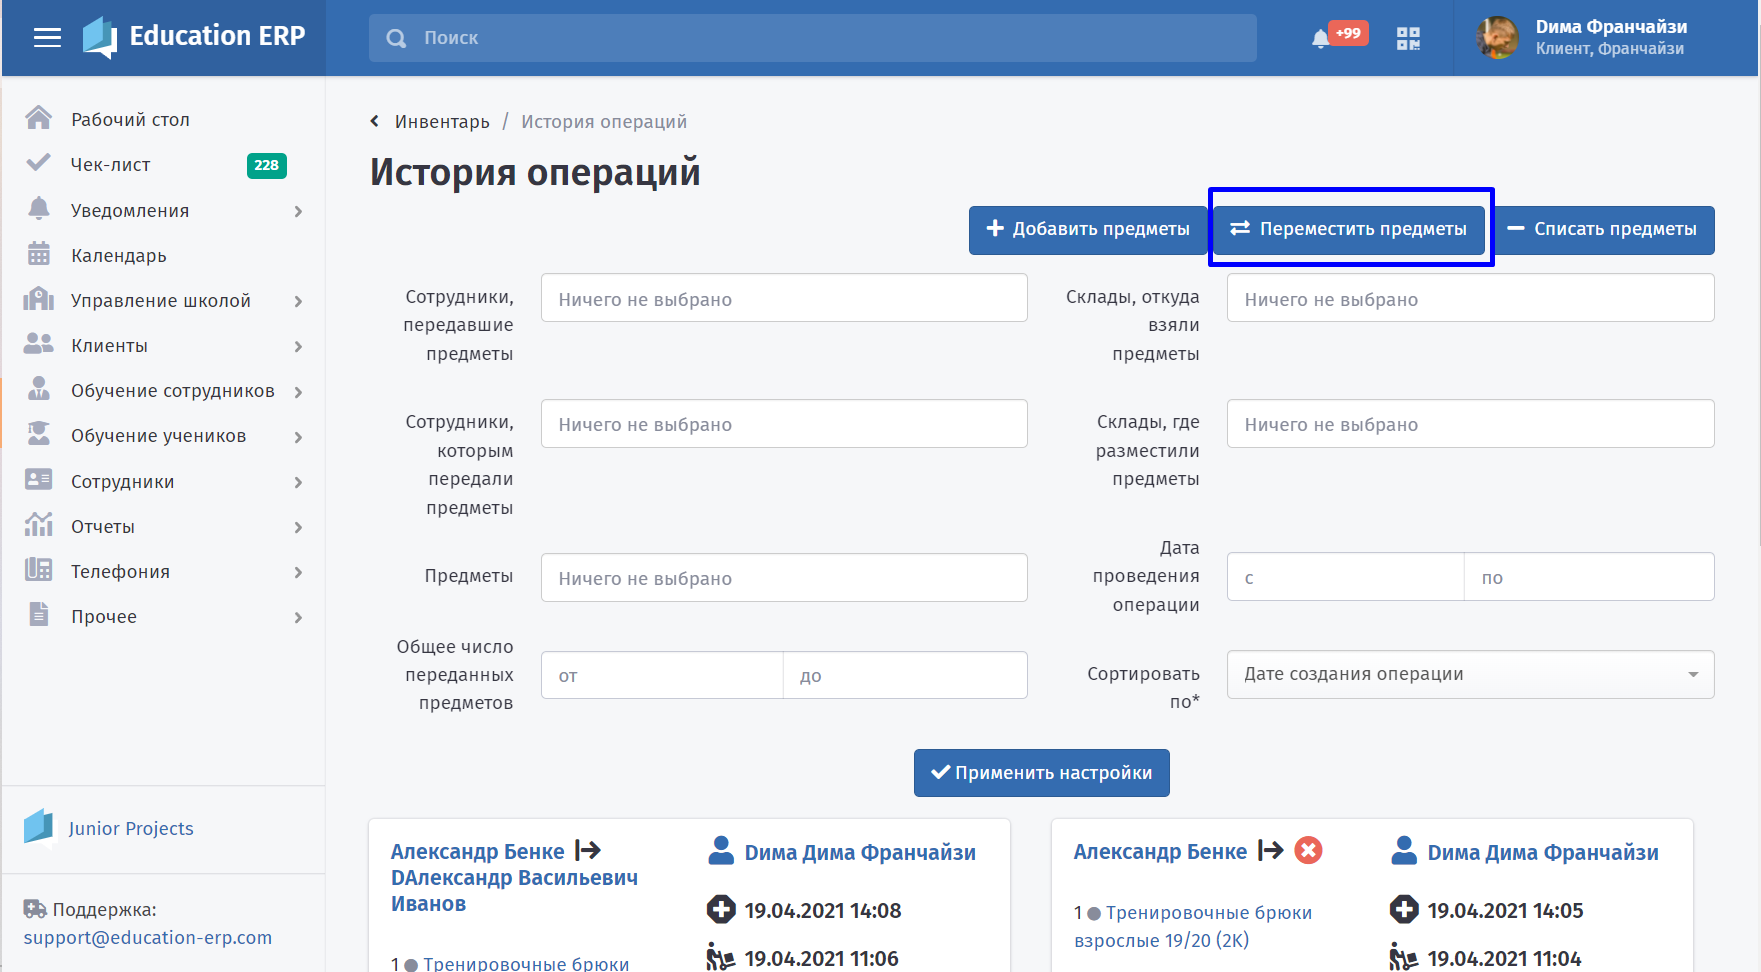 Education ERP
Поиск
+99
Dима Франчайзи
Клиент, Франчайзи
Рабочий стол
Чек-лист
228
Уведомления
Календарь
Управление школой
Клиенты
Обучение сотрудников
Обучение учеников
Сотрудники
Отчеты
Телефония
Прочее
Junior Projects
Поддержка:
support@education-erp.com
Инвентарь / История операций
История операций
Добавить предметы
Переместить предметы
Списать предметы
Сотрудники,
передавшие
предметы
Ничего не выбрано
Склады, откуда
взяли
предметы
Ничего не выбрано
Сотрудники,
которым
передали
предметы
Ничего не выбрано
Склады, где
разместили
предметы
Ничего не выбрано
Предметы
Ничего не выбрано
Дата
проведения
операции
с
по
Общее число
переданных
предметов
от
до
Сортировать
по*
Дате создания операции
Применить настройки
Александр Бенке
DАлександр Васильевич
Иванов
1 Тренировочные брюки
Dима Дима Франчайзи
19.04.2021 14:08
19.04.2021 11:06
Александр Бенке
1 Тренировочные брюки
взрослые 19/20 (2K)
Dима Дима Франчайзи
19.04.2021 14:05
19.04.2021 11:04